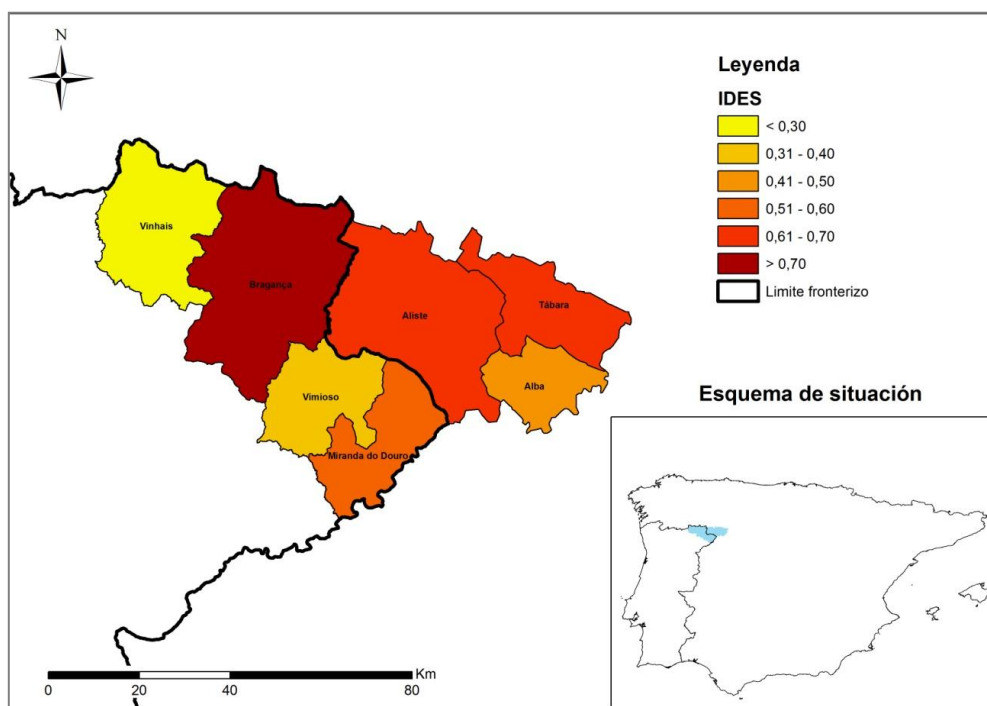 N
Leyenda
IDES
< 0,30
0,31 - 0,40
0,41 - 0,50
0,51 - 0,60
0,61 - 0,70
> 0,70
Limite fronterizo
Vinhais
Bragança
Aliste
Tábara
Alba
Vimioso
Miranda do Douro
Esquema de situación
Km
0 20 40 80